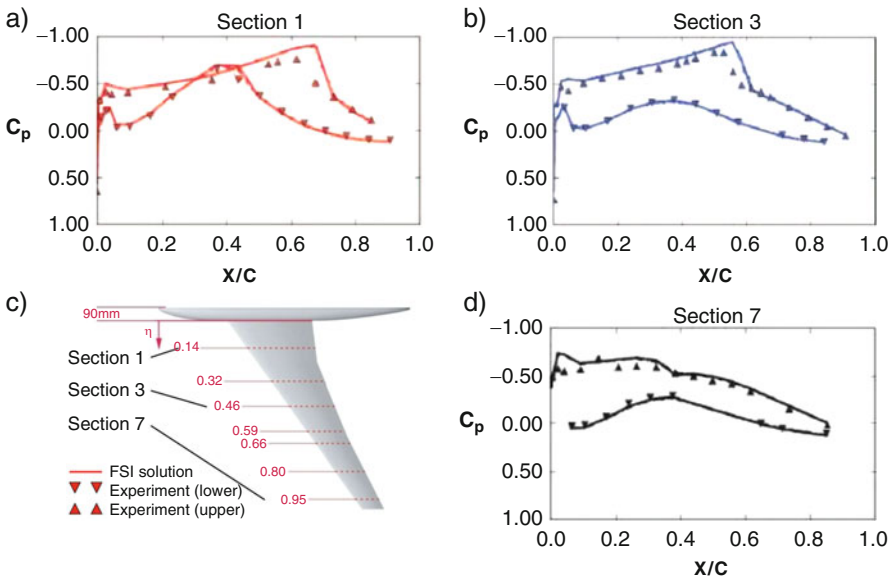 a)
Section 1
−1.00
−0.50
0.00
0.50
1.00
Cp
0.0
0.2
0.4
0.6
0.8
1.0
X/C
b)
Section 3
−1.00
−0.50
0.00
0.50
1.00
Cp
0.0
0.2
0.4
0.6
0.8
1.0
X/C
c)
90mm
η
0.14
0.32
0.46
0.59
0.66
0.80
0.95
Section 1
Section 3
Section 7
FSI solution
Experiment (lower)
Experiment (upper)
d)
Section 7
−1.00
−0.50
0.00
0.50
1.00
Cp
0.0
0.2
0.4
0.6
0.8
1.0
X/C